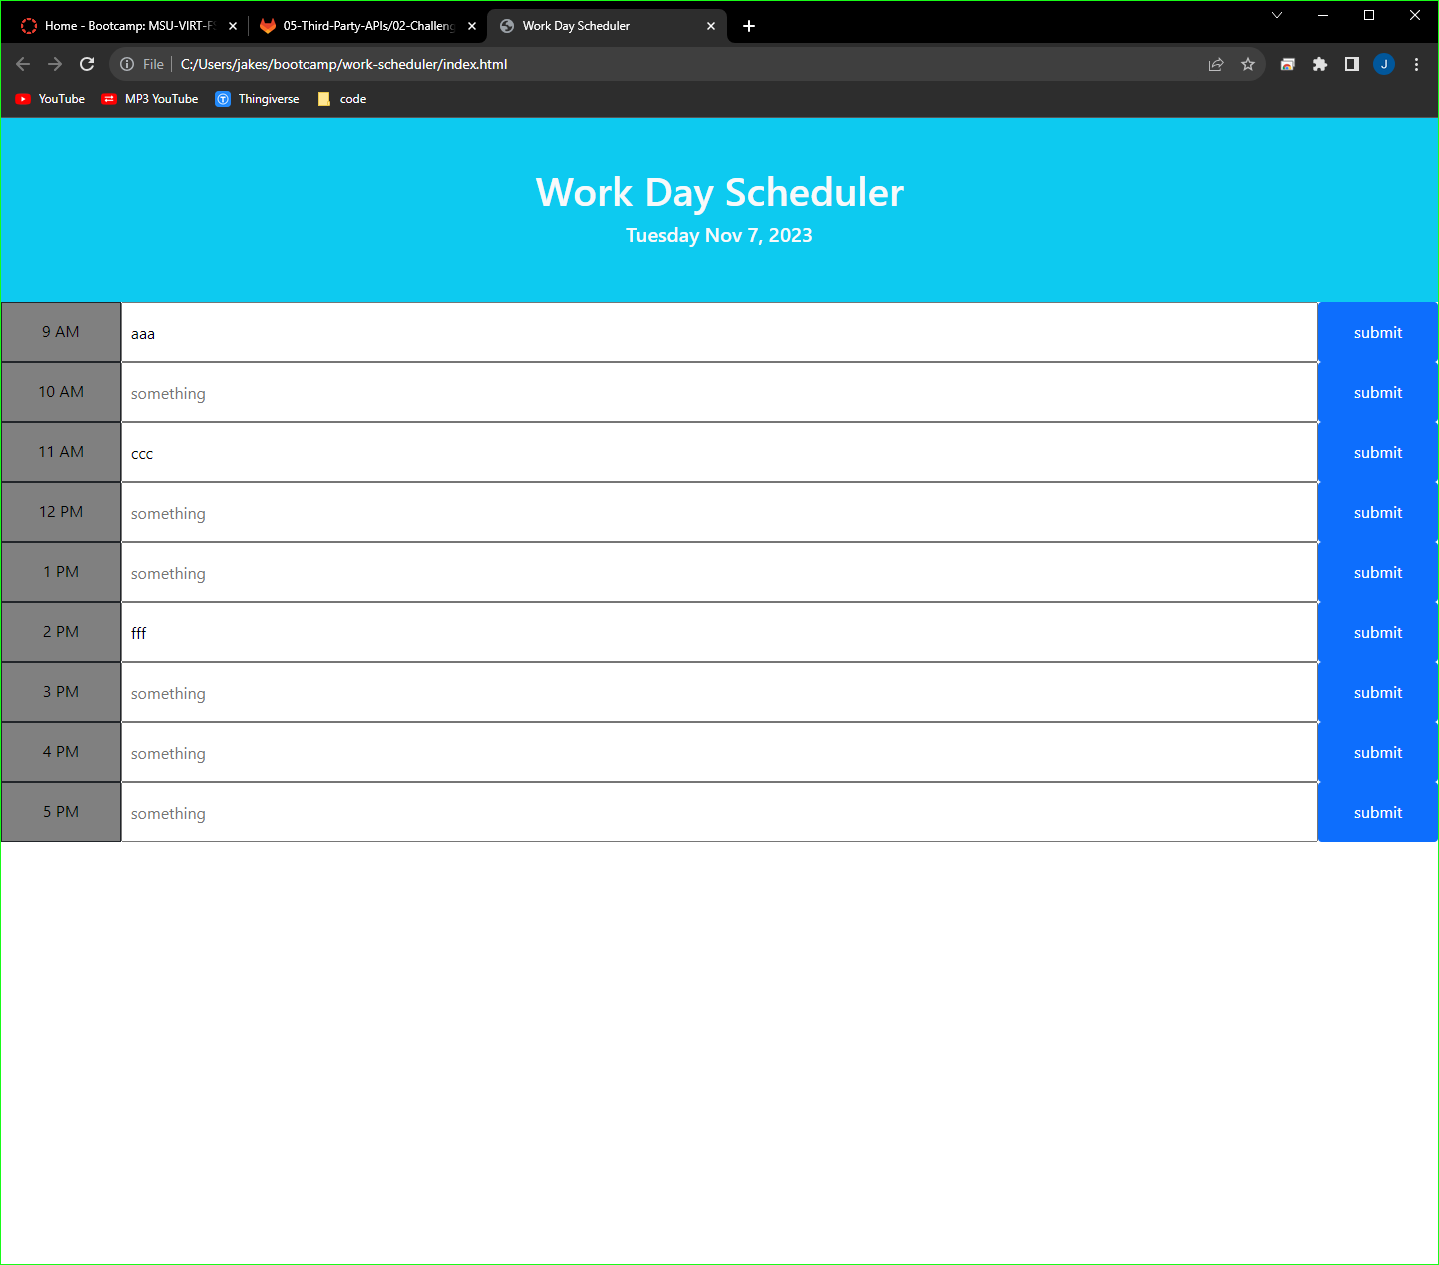 Home - Bootcamp: MSU-VIRT-FS
05-Third-Party-APIs/02-Challeng
Work Day Scheduler
File
C:/Users/jakes/bootcamp/work-scheduler/index.html
J
YouTube
MP3 YouTube
Thingiverse
code
Work Day Scheduler
Tuesday Nov 7, 2023
9 AM aaa submit
10 AM something submit
11 AM ccc submit
12 PM something submit
1 PM something submit
2 PM fff submit
3 PM something submit
4 PM something submit
5 PM something submit